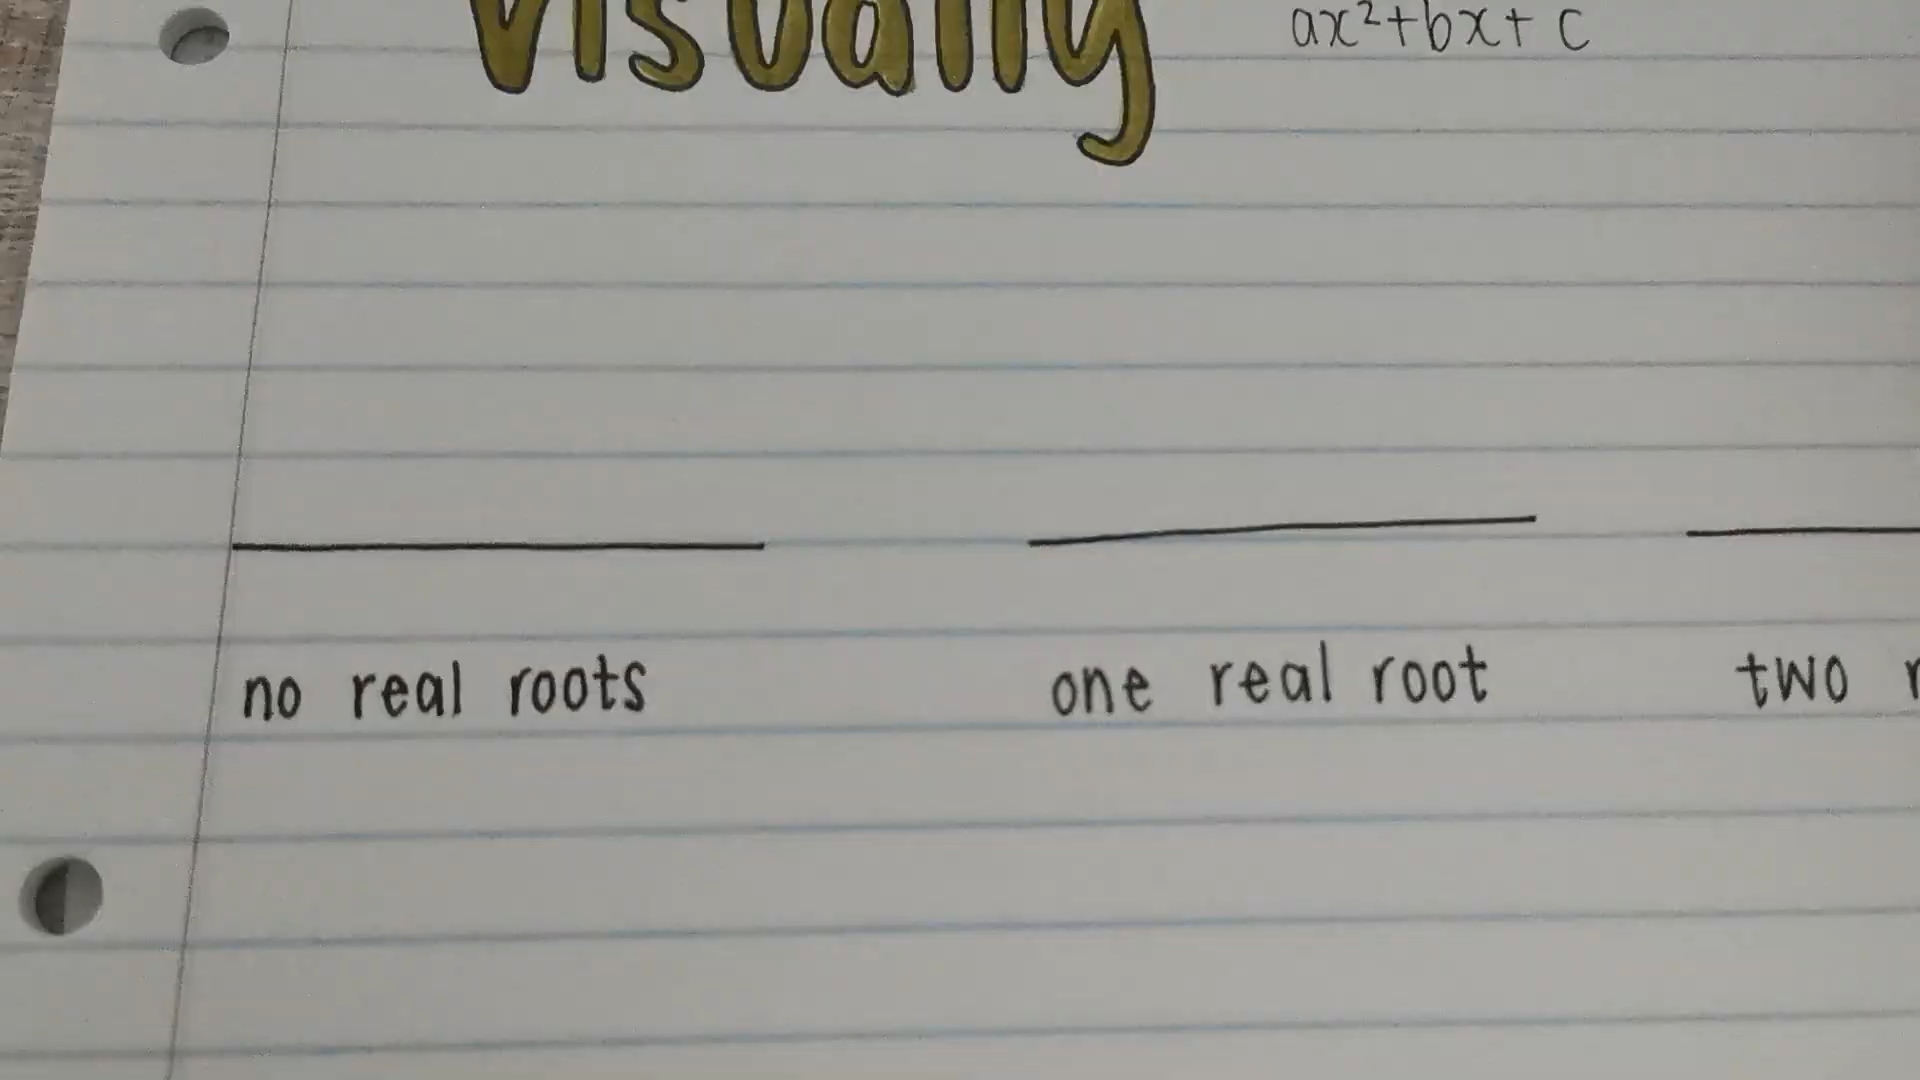 visually
ax²+bx+ c
no real roots
one real root
two r